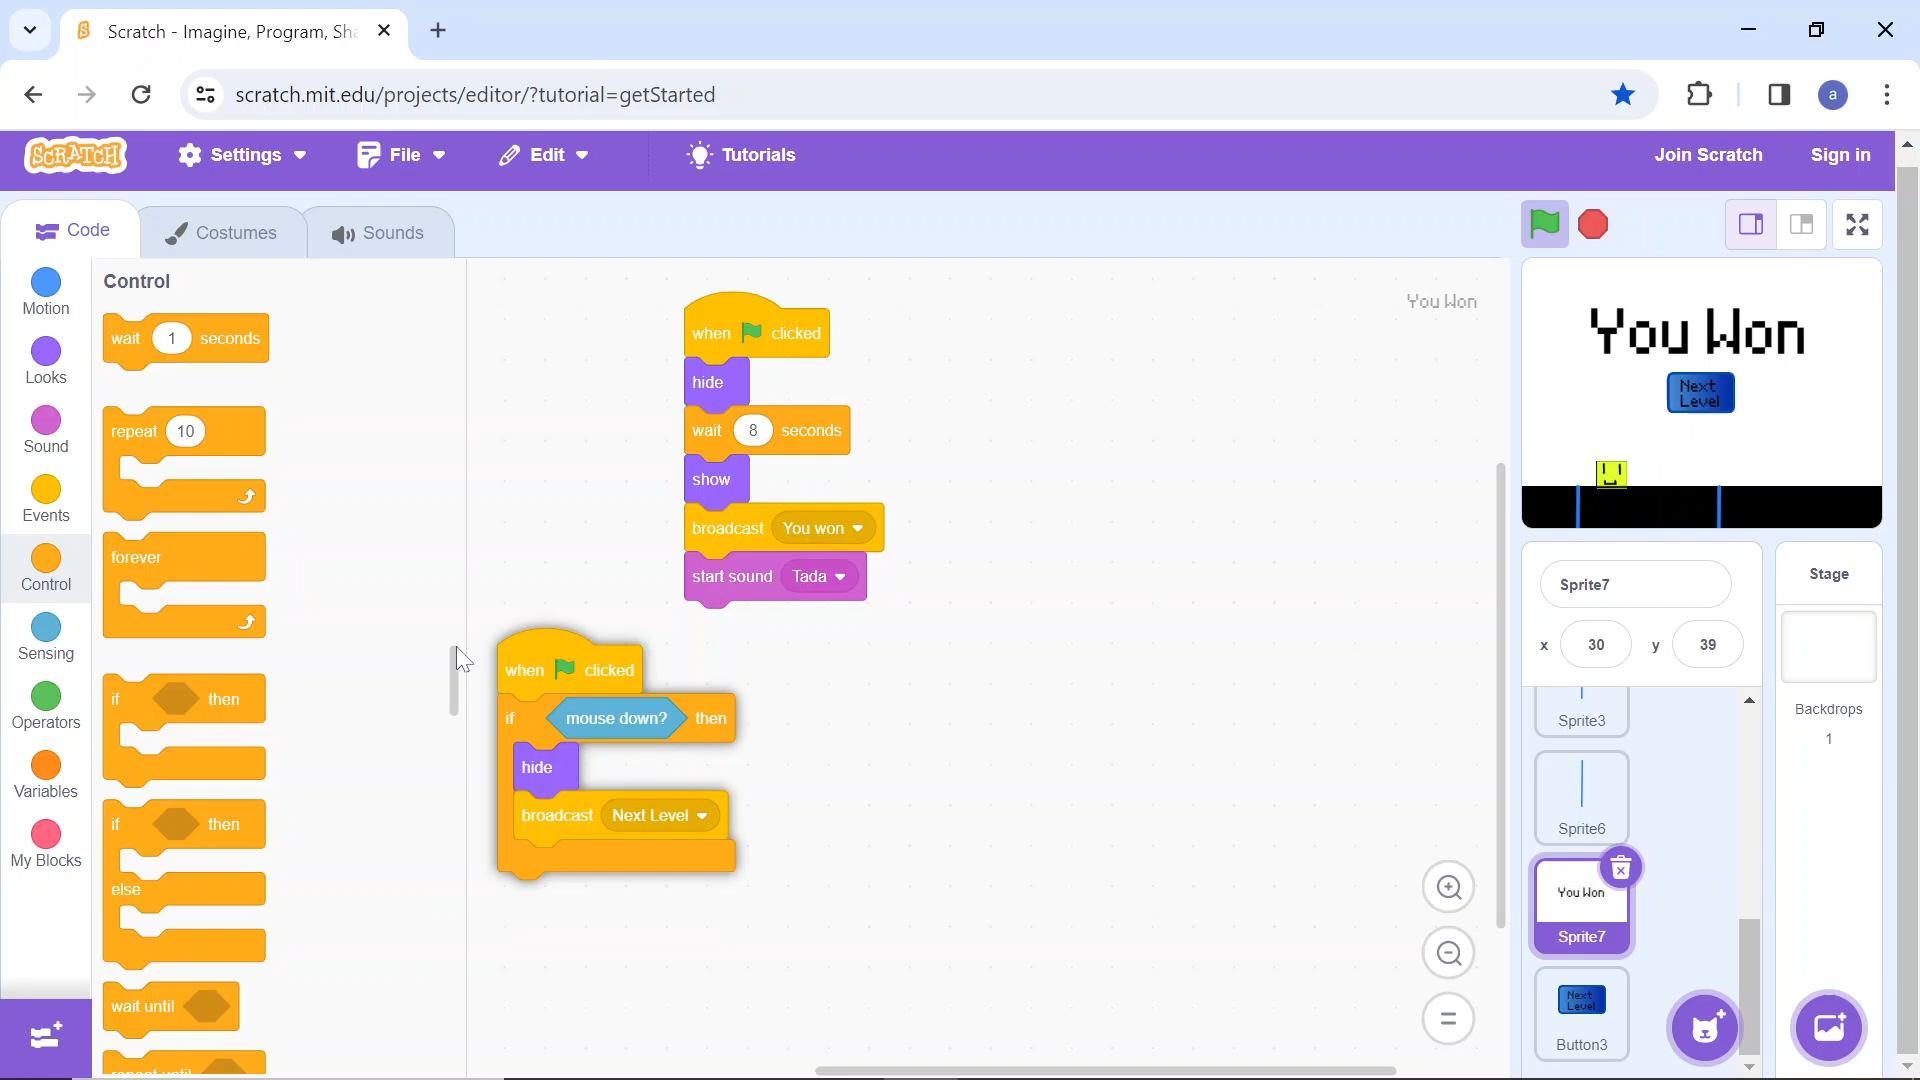 Scratch - Imagine, Program, Sha
scratch.mit.edu/projects/editor/?tutorial=getStarted
a
SCRATCH
Settings
File
Edit
Tutorials
Join Scratch
Sign in
Code
Costumes
Sounds
Motion
Looks
Sound
Events
Control
Sensing
Operators
Variables
My Blocks
Control
wait 1 seconds
repeat 10
forever
if then
if then
else
wait until
repeat until
when clicked
hide
wait 8 seconds
show
broadcast You won
start sound Tada
when clicked
if mouse down? then
hide
broadcast Next Level
You Won
You Won
Next
Level
Sprite7
x 30 y 39
Sprite3
Sprite6
You Won
Sprite7
Next
Level
Button3
Stage
Backdrops
1